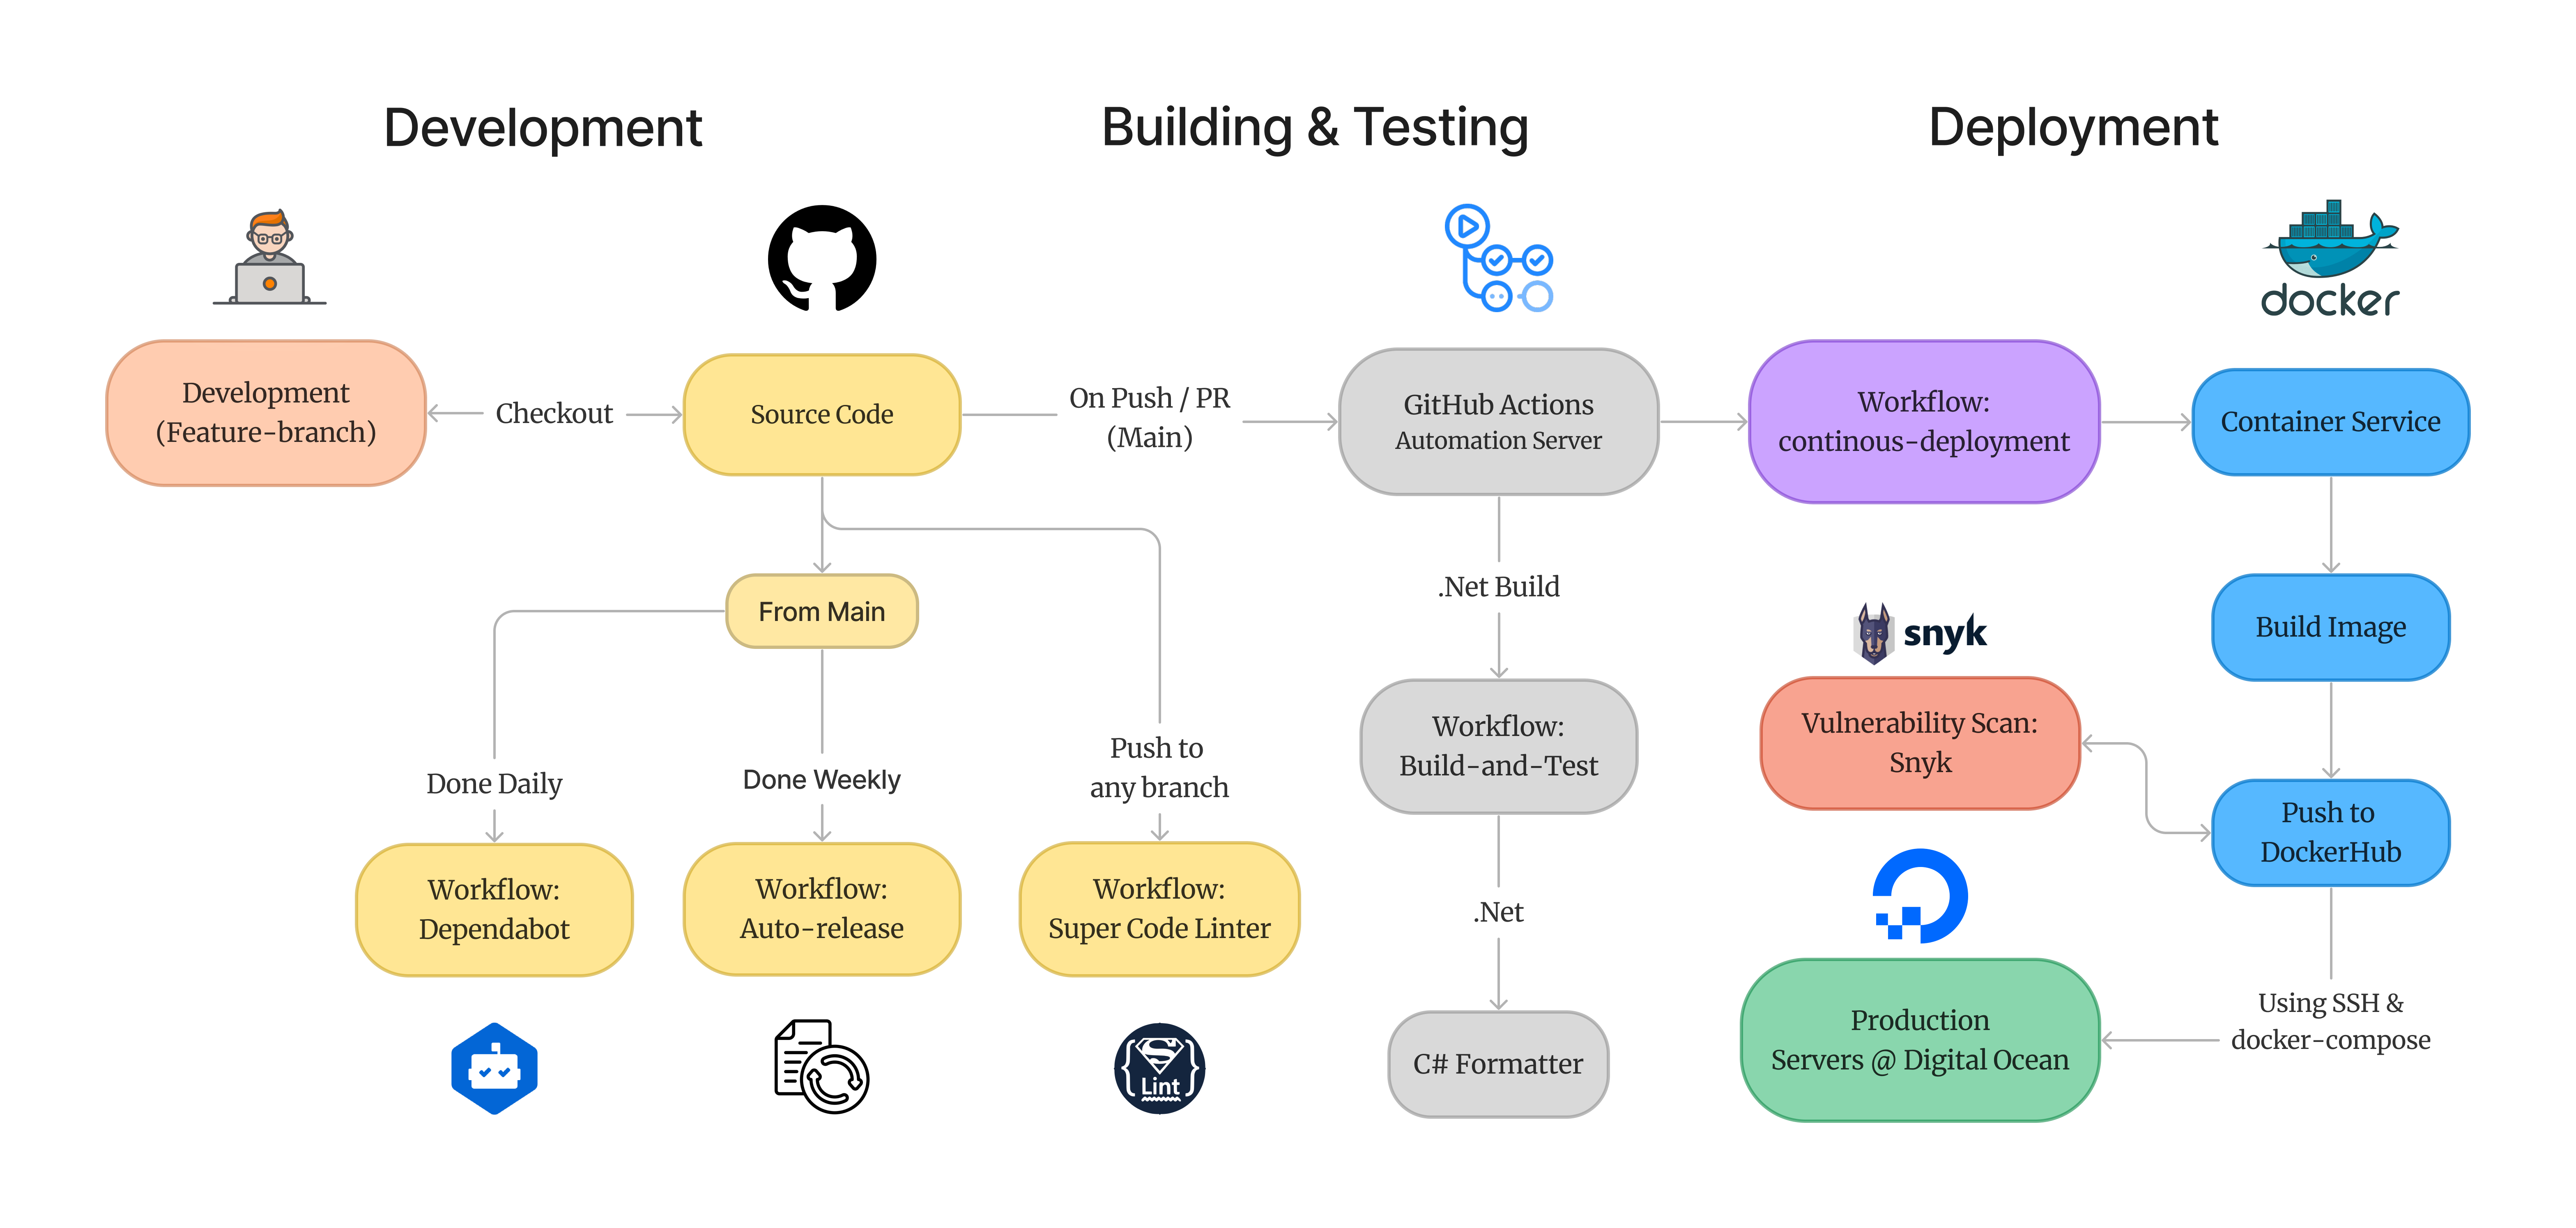 Development
Building & Testing
Deployment
docker
Development
(Feature-branch)
Checkout
Source Code
On Push / PR
(Main)
GitHub Actions
Automation Server
Workflow:
continous-deployment
Container Service
From Main
.Net Build
Build Image
snyk
Done Daily
Done Weekly
Push to
any branch
Workflow:
Build-and-Test
Vulnerability Scan:
Snyk
Push to
DockerHub
Workflow:
Dependabot
Workflow:
Auto-release
Workflow:
Super Code Linter
.Net
Using SSH &
docker-compose
Production
Servers @ Digital Ocean
C# Formatter
{ S }
Lint